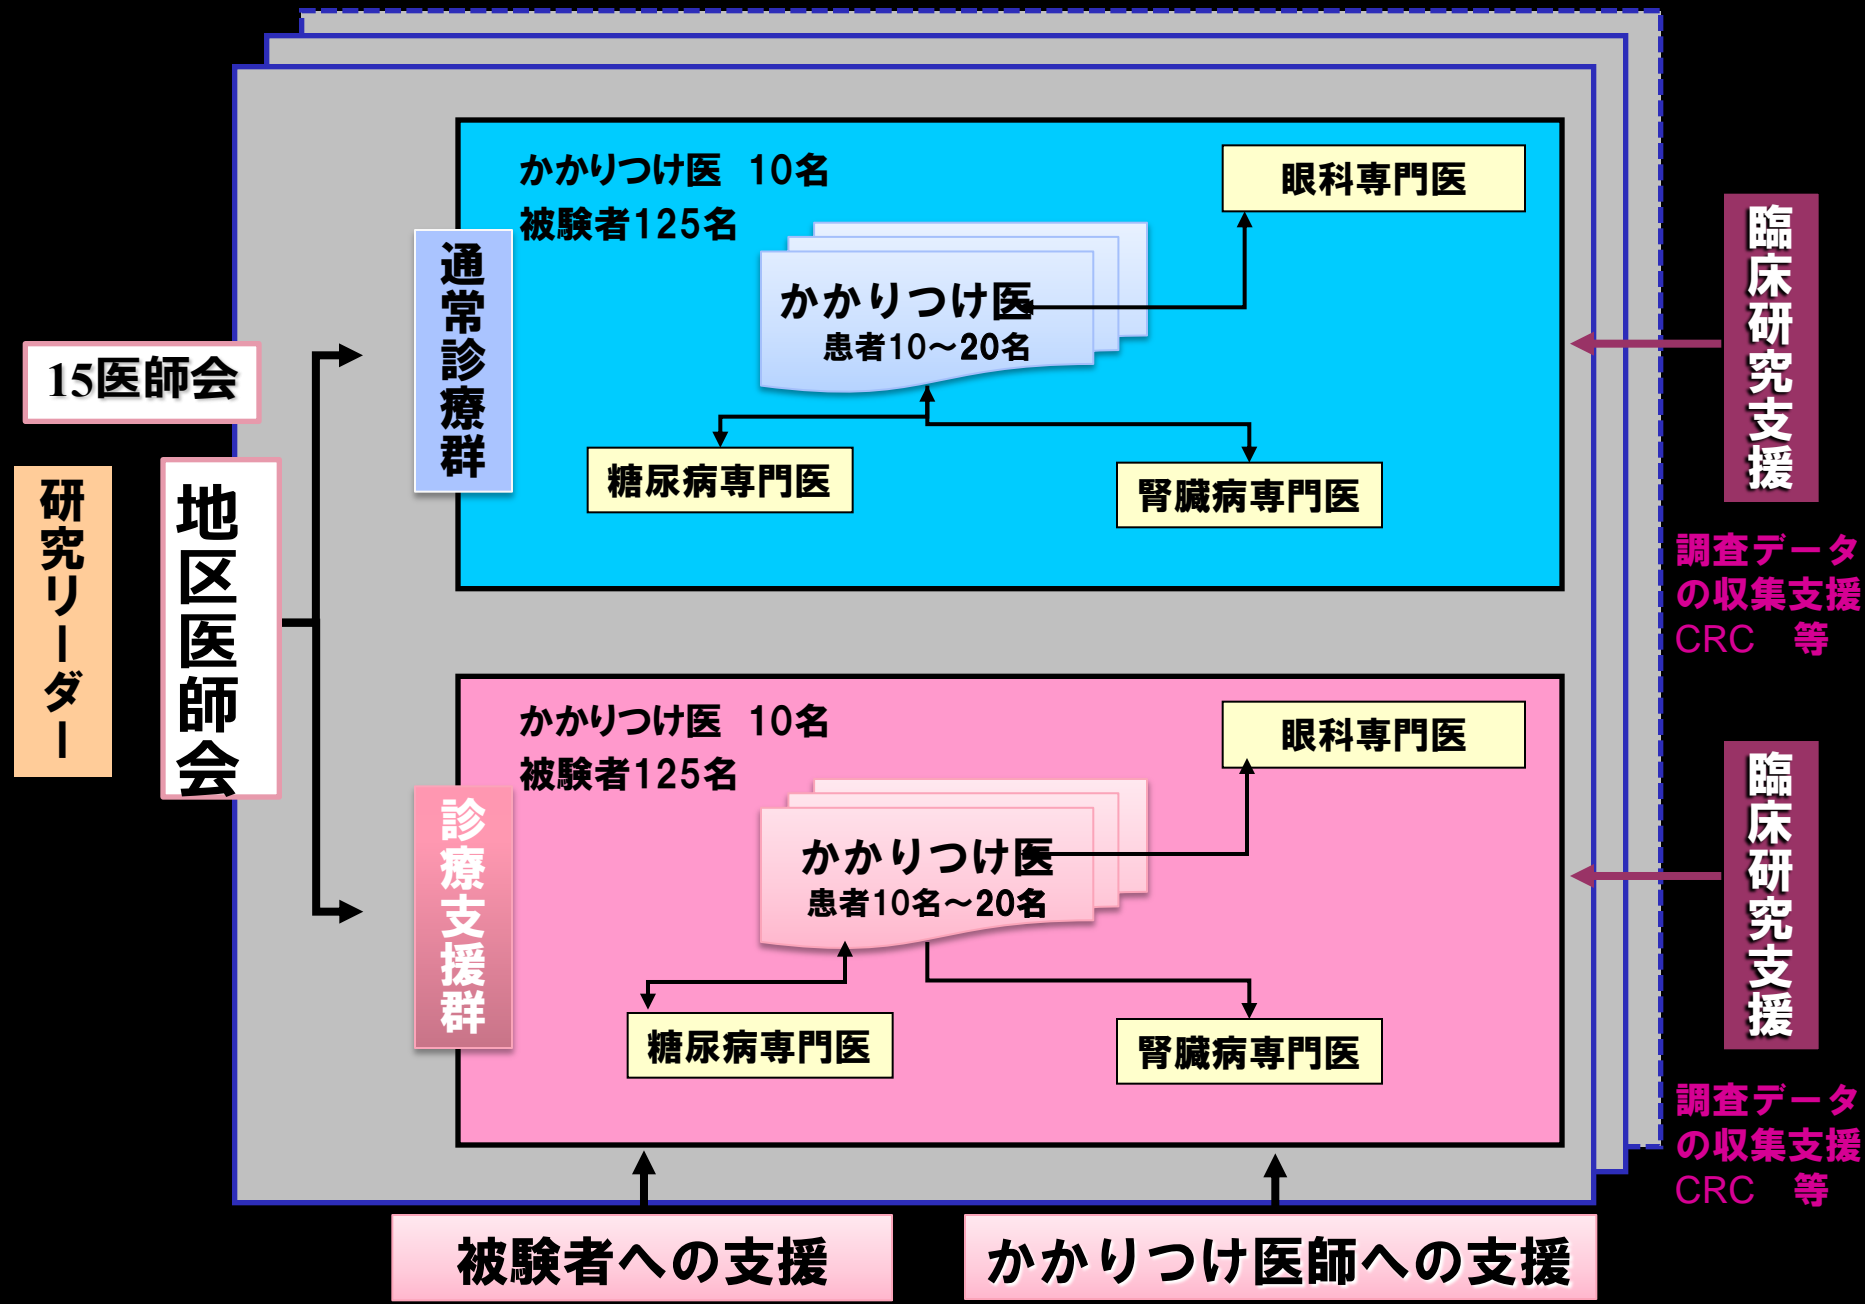 15医師会
研究リーダー
地区医師会
通常診療群
かかりつけ医　10名
被験者125名
眼科専門医
かかりつけ医
患者10～20名
糖尿病専門医
腎臓病専門医
臨床研究支援
調査データ
の収集支援
CRC　等
診療支援群
かかりつけ医　10名
被験者125名
眼科専門医
かかりつけ医
患者10名～20名
糖尿病専門医
腎臓病専門医
臨床研究支援
調査データ
の収集支援
CRC　等
被験者への支援
かかりつけ医師への支援